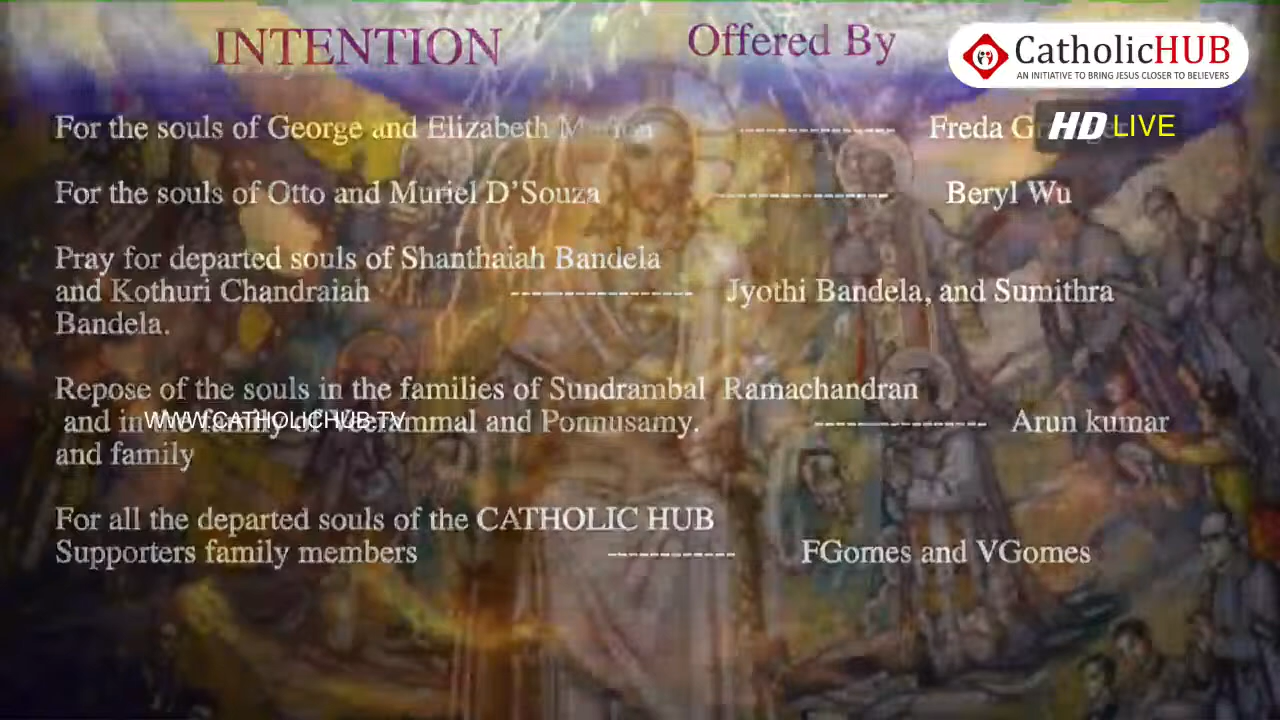 INTENTION Offered By
CatholicHUB
AN INITIATIVE TO BRING JESUS CLOSER TO BELIEVERS
HD LIVE
For the souls of George and Elizabeth ------------- Freda
For the souls of Otto and Muriel D’Souza --------------- Beryl Wu
Pray for departed souls of Shanthaiah Bandela
and Kothuri Chandraiah ---------------- Jyothi Bandela, and Sumithra
Bandela.
Repose of the souls in the families of Sundrambal Ramachandran
and in family of Veerammal and Ponnusamy. --------------- Arun kumar
WWW.CATHOLICHUB.TV
and family
For all the departed souls of the CATHOLIC HUB
Supporters family members ----------- FGomes and VGomes